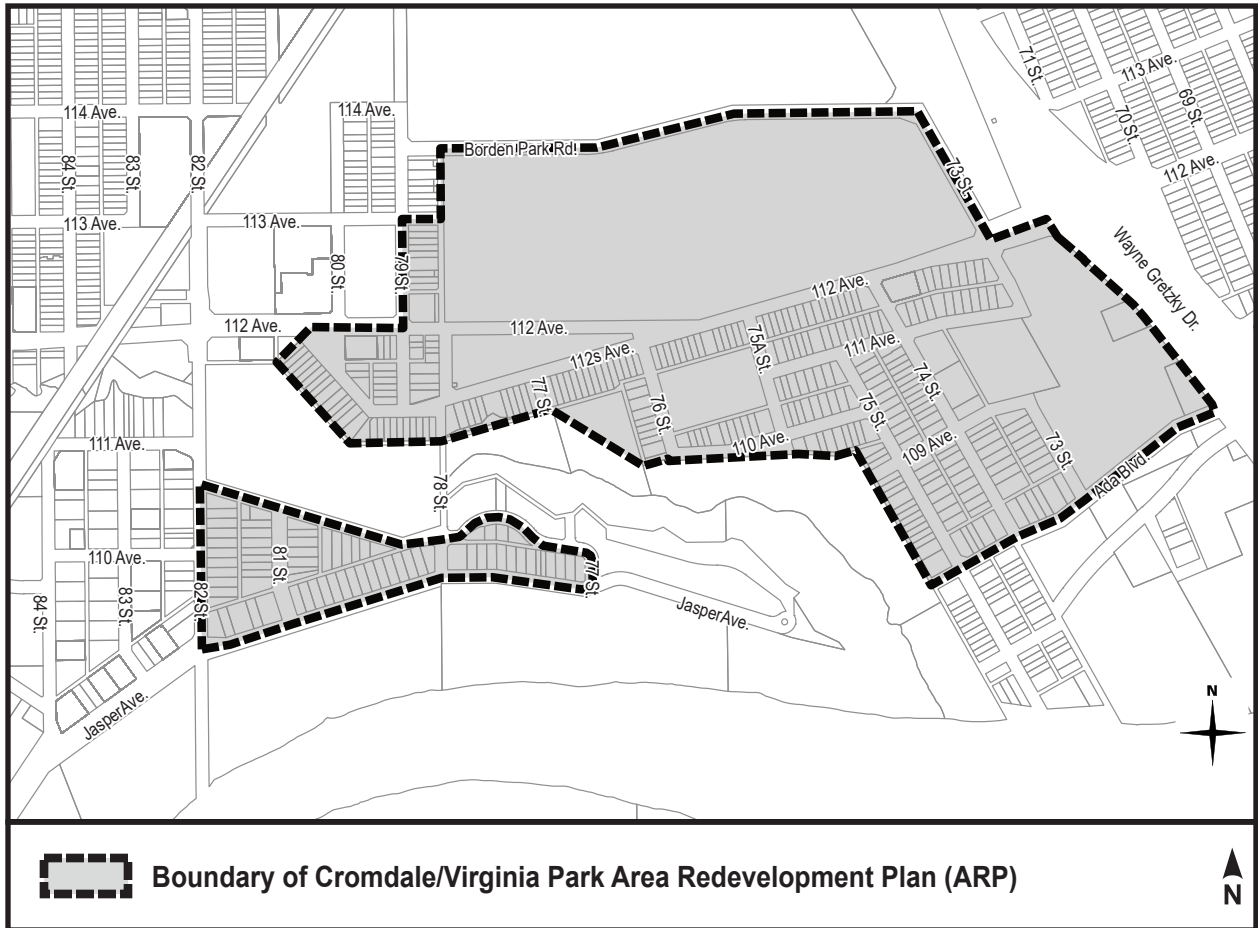 71 St.
113 Ave.
69 St.
70 St.
112 Ave.
114 Ave.
114 Ave.
84 St.
83 St.
82 St.
Borden Park Rd.
73 St.
113 Ave.
113 Ave.
80 St.
79 St.
Wayne Gretzky Dr.
112 Ave.
112 Ave.
112 Ave.
112s Ave.
75A St.
111 Ave.
74 St.
77 St.
76 St.
75 St.
110 Ave.
109 Ave.
73 St.
Ada Blvd.
111 Ave.
78 St.
110 Ave.
81 St.
82 St.
83 St.
84 St.
77 St.
JasperAve.
JasperAve.
N
Boundary of Cromdale/Virginia Park Area Redevelopment Plan (ARP)
N